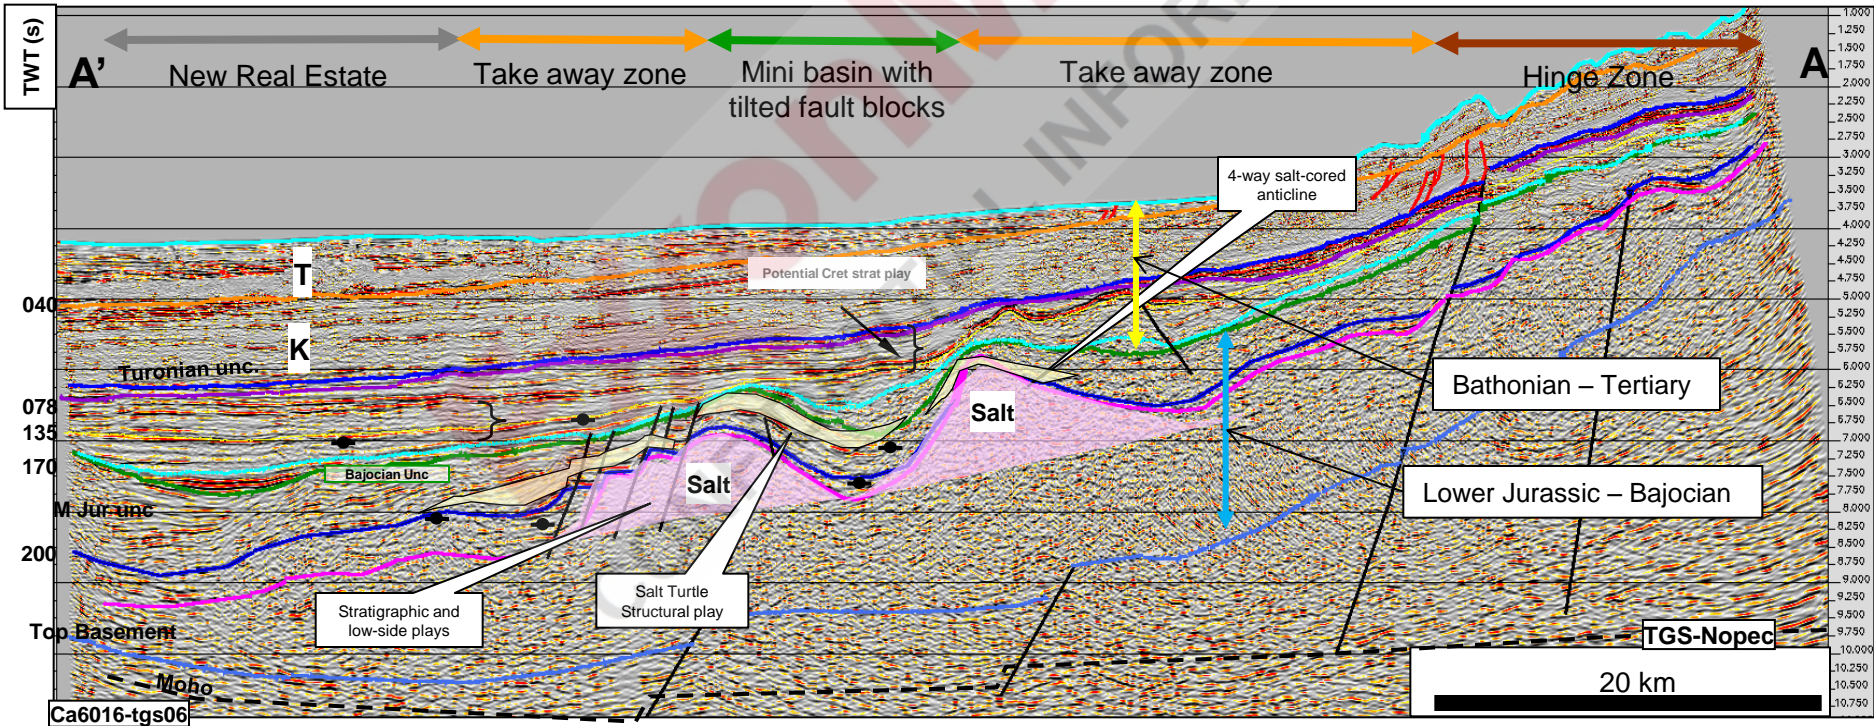 TWT (s)
A'
New Real Estate
Take away zone
Mini basin with
tilted fault blocks
Take away zone
Hinge Zone
A
1.000
1.250
1.500
1.750
2.000
2.250
2.500
2.750
3.000
3.250
3.500
3.750
4.000
4.250
4.500
4.750
5.000
5.250
5.500
5.750
6.000
6.250
6.500
6.750
7.000
7.250
7.500
7.750
8.000
8.250
8.500
8.750
9.000
9.250
9.500
9.750
10.000
10.250
10.500
10.750
4-way salt-cored
anticline
T
Potential Cret strat play
040
K
Turonian unc.
078
135
170
Bajocian Unc
M Jur unc
200
Salt
Salt
Bathonian – Tertiary
Lower Jurassic – Bajocian
Stratigraphic and
low-side plays
Salt Turtle
Structural play
Top Basement
Moho
TGS-Nopec
20 km
Ca6016-tgs06